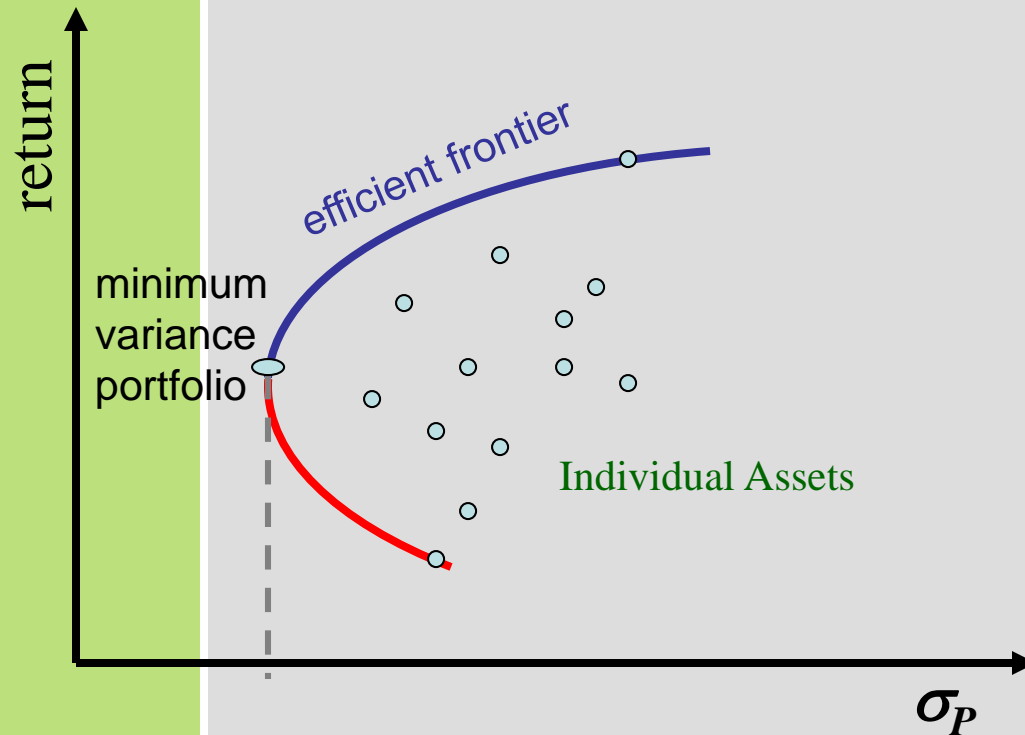 return
efficient frontier
minimum
variance
portfolio
Individual Assets
σP